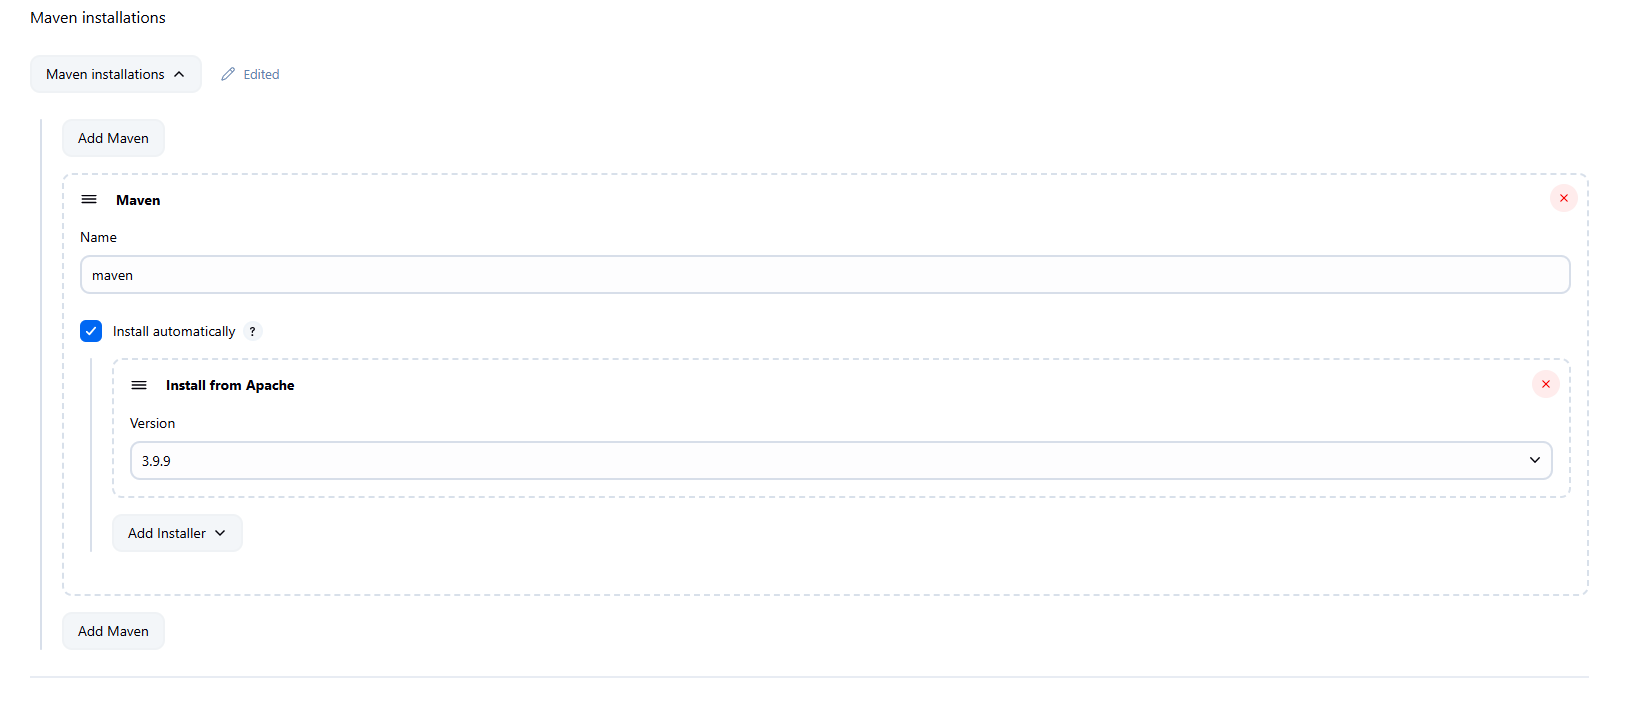 Maven installations
Maven installations
Edited
Add Maven
Maven
Name
maven
Install automatically ?
Install from Apache
Version
3.9.9
Add Installer
Add Maven